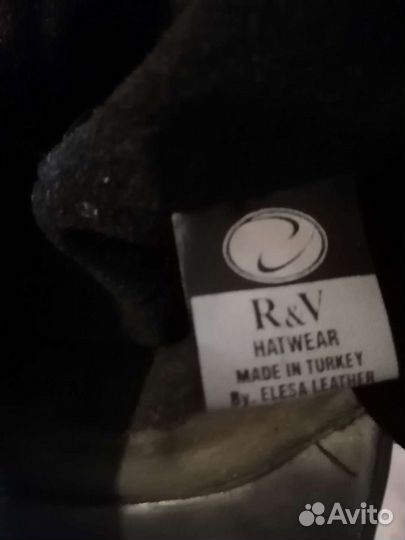 R&V
HATWEAR
MADE IN TURKEY
By. ELESA LEATHER
Avito